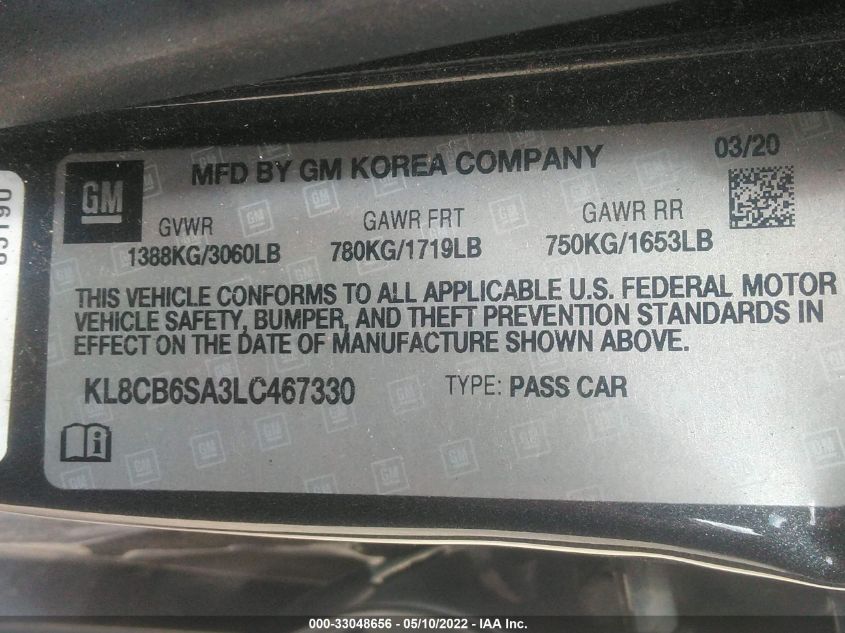 MFD BY GM KOREA COMPANY
03/20
GM
GVWR
GAWR FRT
GAWR RR
1388KG/3060LB
780KG/1719LB
750KG/1653LB
THIS VEHICLE CONFORMS TO ALL APPLICABLE U.S. FEDERAL MOTOR
VEHICLE SAFETY, BUMPER, AND THEFT PREVENTION STANDARDS IN
EFFECT ON THE DATE OF MANUFACTURE SHOWN ABOVE.
KL8CB6SA3LC467330
TYPE: PASS CAR
000-33048656 - 05/10/2022 - IAA Inc.